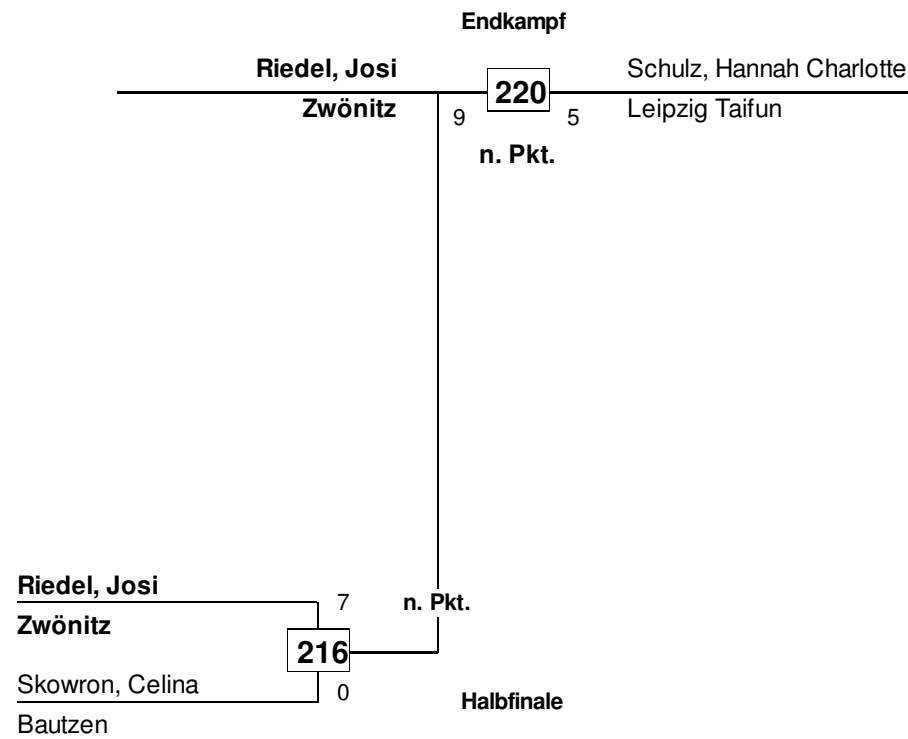 Endkampf
Riedel, Josi
Zwönitz
9
220
5
Schulz, Hannah Charlotte
Leipzig Taifun
n. Pkt.
Riedel, Josi
Zwönitz
7
n. Pkt.
216
Skowron, Celina
Bautzen
0
Halbfinale